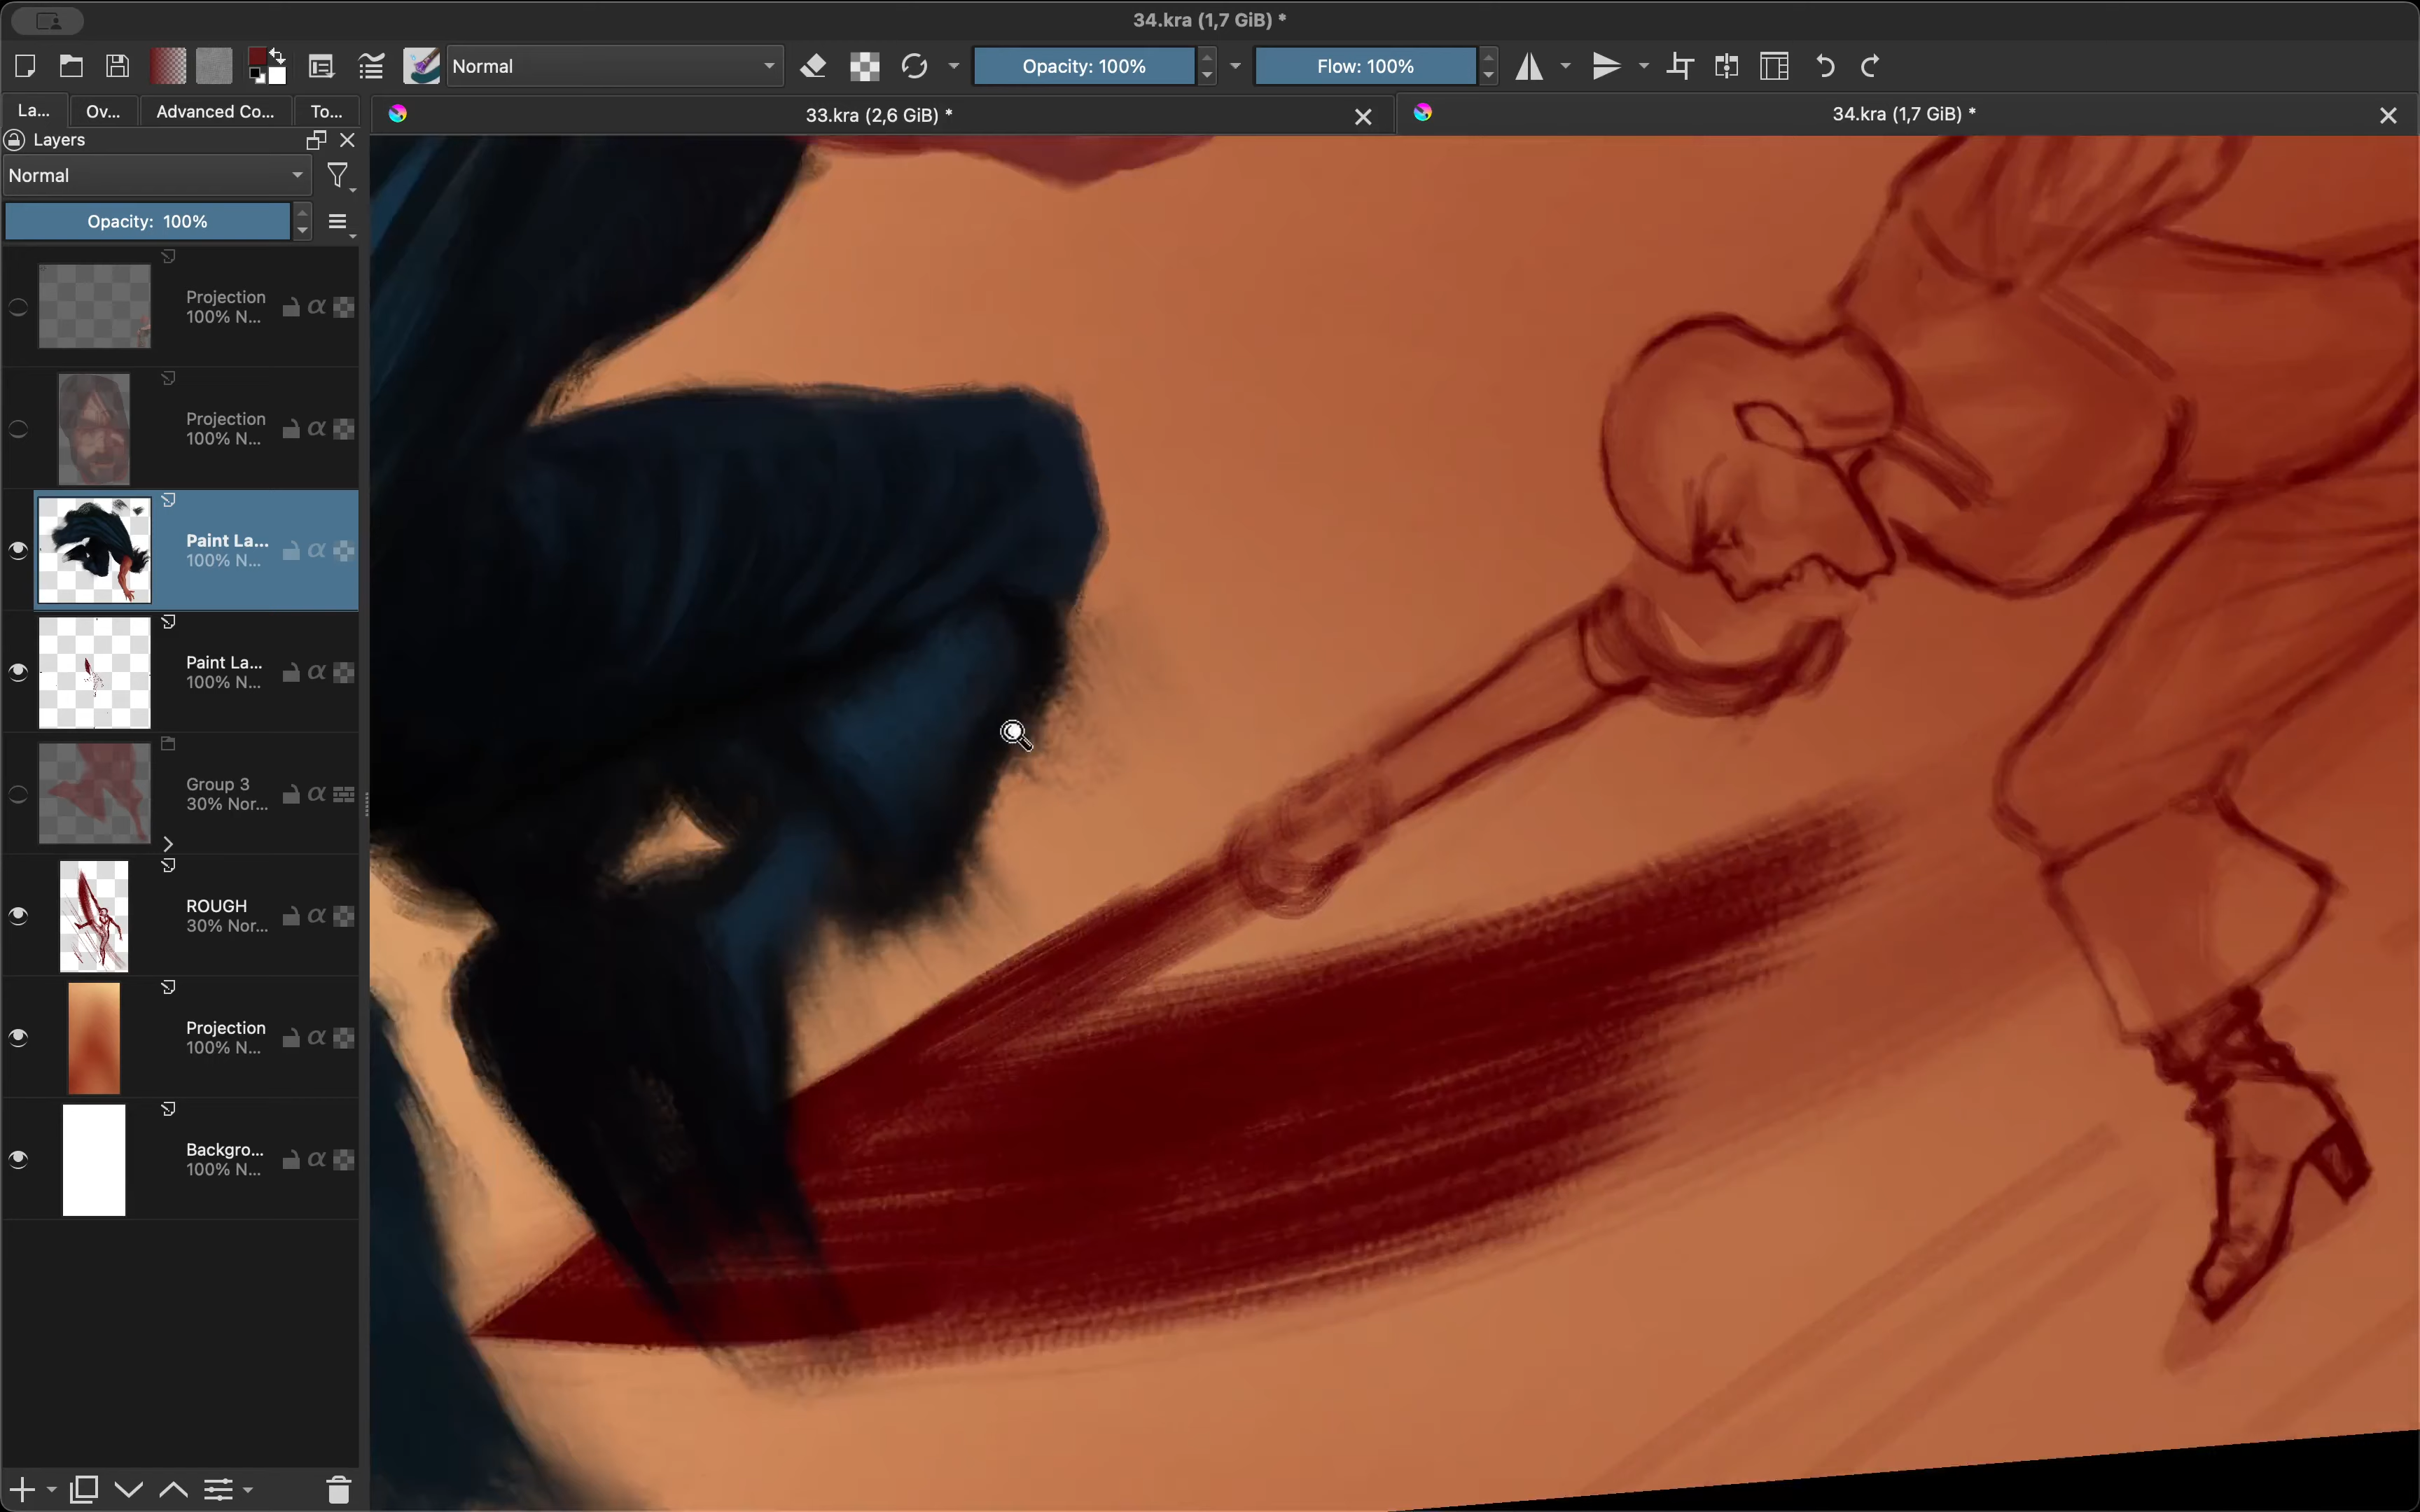 34.kra (1,7 GiB) *
Normal
Opacity: 100%
Flow: 100%
La...
Ov...
Advanced Co...
To...
33.kra (2,6 GiB) *
34.kra (1,7 GiB) *
Layers
Normal
Opacity: 100%
Projection
100% N...
Projection
100% N...
Paint La...
100% N...
Paint La...
100% N...
Group 3
30% Nor...
ROUGH
30% Nor...
Projection
100% N...
Backgro...
100% N...